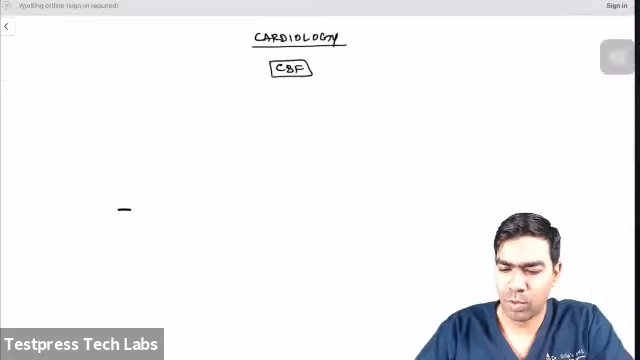 Working offline (sign-in required)
Sign in
CARDIOLOGY
CBF
Testpress Tech Labs